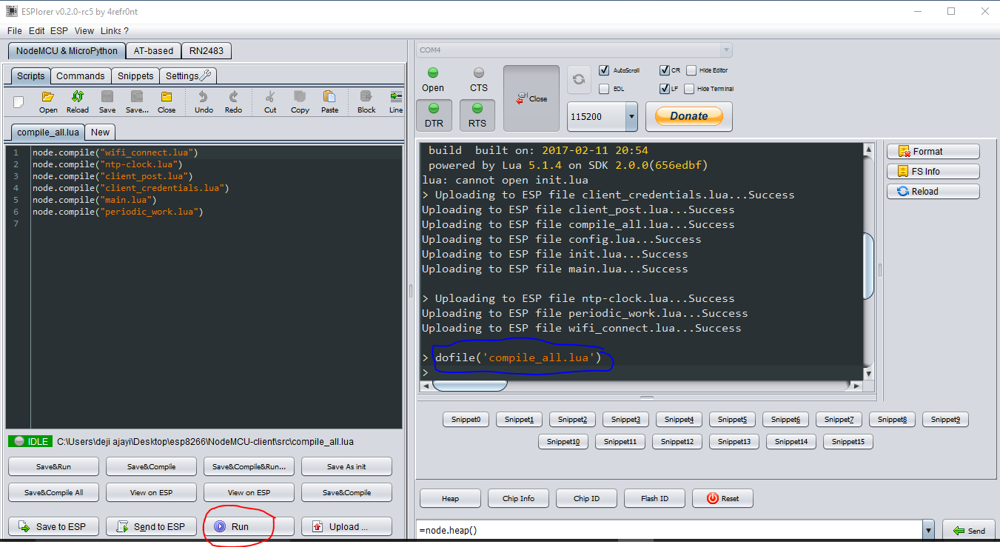 ESPlorer v0.2.0-rc5 by 4refr0nt
File Edit ESP View Links ?
NodeMCU & MicroPython AT-based RN2483
Scripts Commands Snippets Settings
Open Reload Save Save... Close Undo Redo Cut Copy Paste Block Line
compile_all.lua New
1 node.compile("wifi_connect.lua")
2 node.compile("ntp-clock.lua")
3 node.compile("client_post.lua")
4 node.compile("client_credentials.lua")
5 node.compile("main.lua")
6 node.compile("periodic_work.lua")
7
IDLE C:\Users\deji ajayi\Desktop\esp8266\NodeMCU-client\src\compile_all.lua
Save&Run Save&Compile Save&Compile&Run... Save As init
Save&Compile All View on ESP View on ESP Save&Compile
Save to ESP Send to ESP Run Upload ...
COM4
Open CTS Close AutoScroll CR Hide Editor
EOL LF Hide Terminal
DTR RTS 115200 Donate
build built on: 2017-02-11 20:54
powered by Lua 5.1.4 on SDK 2.0.0(656edbf)
lua: cannot open init.lua
> Uploading to ESP file client_credentials.lua...Success
Uploading to ESP file client_post.lua...Success
Uploading to ESP file compile_all.lua...Success
Uploading to ESP file config.lua...Success
Uploading to ESP file init.lua...Success
Uploading to ESP file main.lua...Success
> Uploading to ESP file ntp-clock.lua...Success
Uploading to ESP file periodic_work.lua...Success
Uploading to ESP file wifi_connect.lua...Success
> dofile('compile_all.lua')
>
Format
FS Info
Reload
Snippet0 Snippet1 Snippet2 Snippet3 Snippet4 Snippet5 Snippet6 Snippet7 Snippet8 Snippet9
Snippet10 Snippet11 Snippet12 Snippet13 Snippet14 Snippet15
Heap Chip Info Chip ID Flash ID Reset
=node.heap() Send